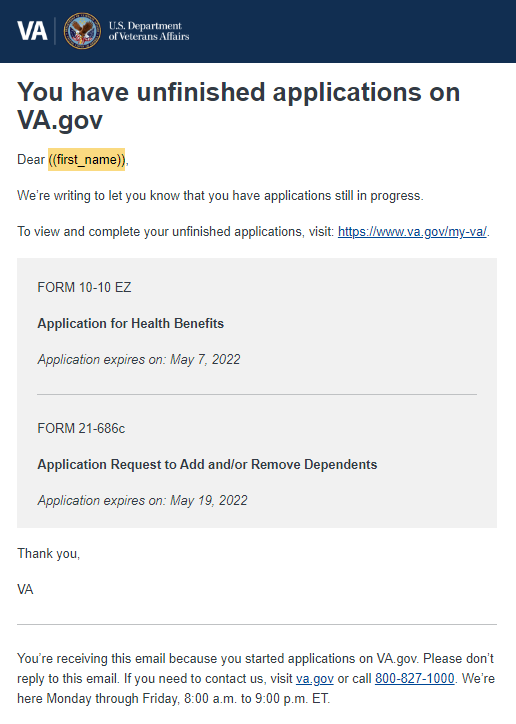 VA
U.S. Department
of Veterans Affairs
You have unfinished applications on
VA.gov
Dear ((first_name)),
We're writing to let you know that you have applications still in progress.
To view and complete your unfinished applications, visit: https://www.va.gov/my-va/.
FORM 10-10 EZ
Application for Health Benefits
Application expires on: May 7, 2022
FORM 21-686c
Application Request to Add and/or Remove Dependents
Application expires on: May 19, 2022
Thank you,
VA
You're receiving this email because you started applications on VA.gov. Please don't
reply to this email. If you need to contact us, visit va.gov or call 800-827-1000. We're
here Monday through Friday, 8:00 a.m. to 9:00 p.m. ET.